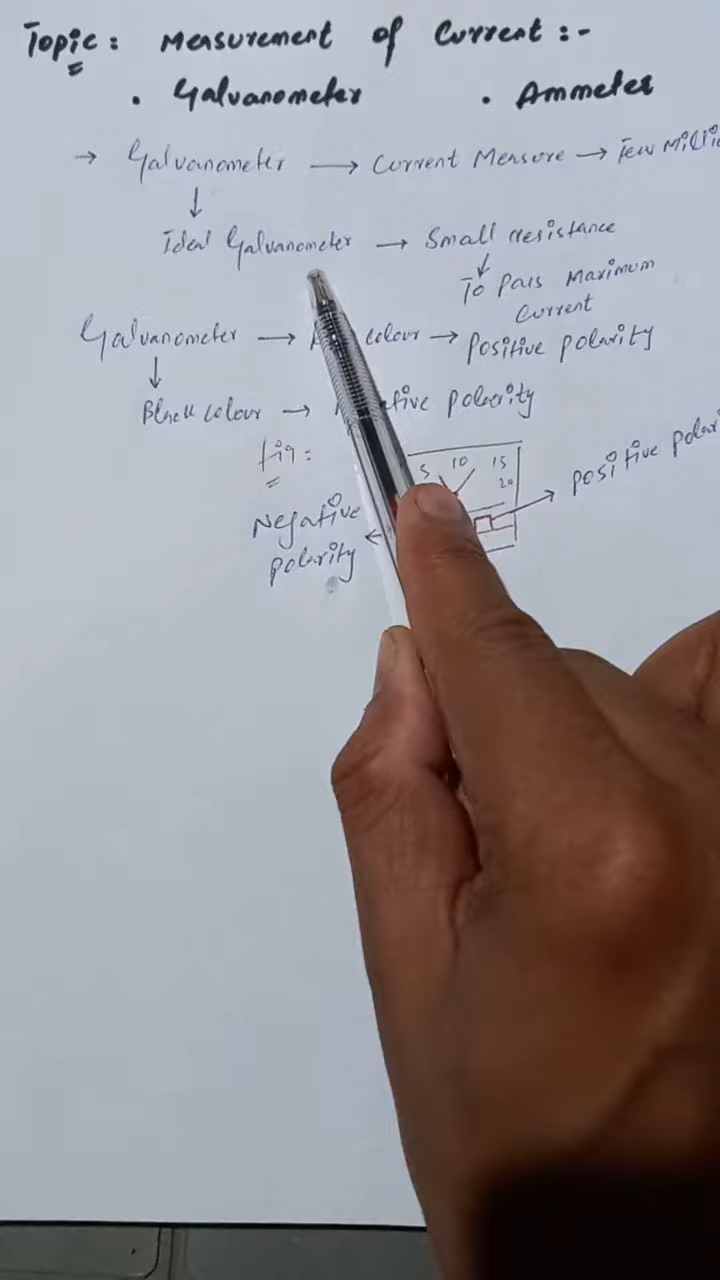 Topic: Measurement of Current :-
• Galvanometer • Ammeter
→ Galvanometer → Current Measure → Few
↓
Ideal Galvanometer → Small resistance
↓
To Pass Maximum
Current
Galvanometer → colour → Positive polarity
↓
Black colour → polarity
fig:
5 10 15
20
Positive
Negative
polarity